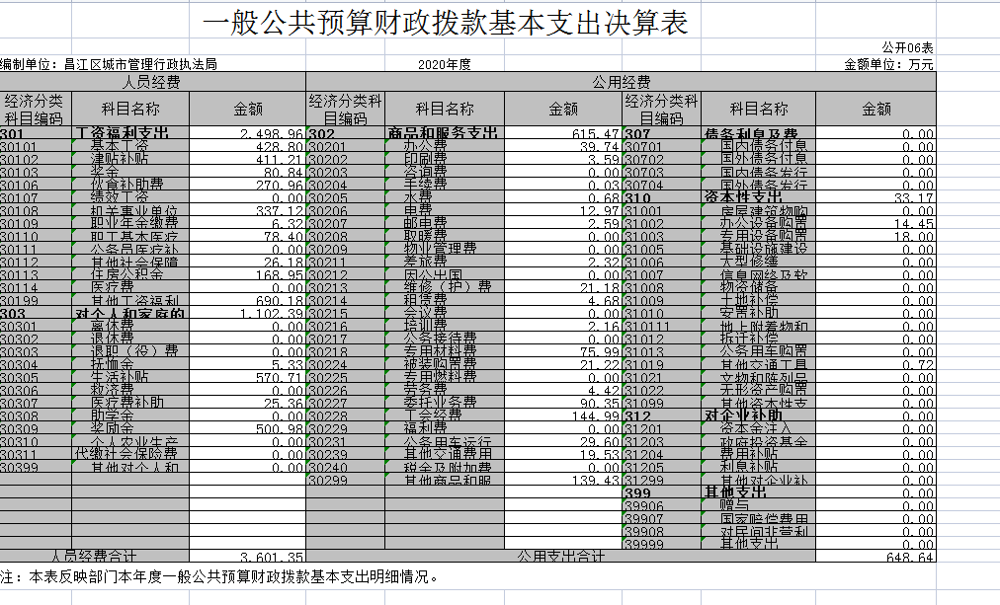 一般公共预算财政拨款基本支出决算表
公开06表
编制单位：昌江区城市管理行政执法局 2020年度 金额单位：万元
人员经费 公用经费
经济分类科目编码 科目名称 金额 经济分类科目编码 科目名称 金额 经济分类科目编码 科目名称 金额
301 工资福利支出 2,498.96 302 商品和服务支出 615.47 307 债务利息及费 0.00
30101 基本工资 428.80 30201 办公费 39.74 30701 国内债务付息 0.00
30102 津贴补贴 411.21 30202 印刷费 3.59 30702 国外债务付息 0.00
30103 奖金 80.84 30203 咨询费 0.00 30703 国内债务发行 0.00
30106 伙食补助费 270.96 30204 手续费 0.03 30704 国外债务发行 0.00
30107 绩效工资 0.00 30205 水费 0.68 310 资本性支出 33.17
30108 机关事业单位 337.12 30206 电费 12.97 31001 房屋建筑物购 0.00
30109 职业年金缴费 6.32 30207 邮电费 2.59 31002 办公设备购置 14.45
30110 职工基本医疗 78.40 30208 取暖费 0.00 31003 专用设备购置 18.00
30111 公务员医疗补 0.00 30209 物业管理费 0.00 31005 基础设施建设 0.00
30112 其他社会保障 26.18 30211 差旅费 2.32 31006 大型修缮 0.00
30113 住房公积金 168.95 30212 因公出国 0.00 31007 信息网络及软 0.00
30114 医疗费 0.00 30213 维修（护）费 21.18 31008 物资储备 0.00
30199 其他工资福利 690.18 30214 租赁费 4.68 31009 土地补偿 0.00
303 对个人和家庭的 1,102.39 30215 会议费 0.00 31010 安置补助 0.00
30301 离休费 0.00 30216 培训费 2.16 310111 地上附着物和 0.00
30302 退休费 0.00 30217 公务接待费 0.00 31012 拆迁补偿 0.00
30303 退职（役）费 0.00 30218 专用材料费 75.99 31013 公务用车购置 0.00
30304 抚恤金 5.33 30224 被装购置费 21.22 31019 其他交通工具 0.72
30305 生活补贴 570.71 30225 专用燃料费 0.00 31021 文物和陈列品 0.00
30306 救济费 0.00 30226 劳务费 4.42 31022 无形资产购置 0.00
30307 医疗费补助 25.36 30227 委托业务费 90.35 31099 其他资本性支 0.00
30308 助学金 0.00 30228 工会经费 144.99 312 对企业补助 0.00
30309 奖励金 500.98 30229 福利费 0.00 31201 资本金注入 0.00
30310 个人农业生产 0.00 30231 公务用车运行 29.60 31203 政府投资基金 0.00
30311 代缴社会保险费 0.00 30239 其他交通费用 19.53 31204 费用补贴 0.00
30399 其他对个人和 0.00 30240 税金及附加费 0.00 31205 利息补贴 0.00
30299 其他商品和服 139.43 31299 其他对企业补 0.00
399 其他支出 0.00
39906 赠与 0.00
39907 国家赔偿费用 0.00
39908 对民间非营利 0.00
39999 其他支出 0.00
人员经费合计 3,601.35 公用支出合计 648.64
注：本表反映部门本年度一般公共预算财政拨款基本支出明细情况。